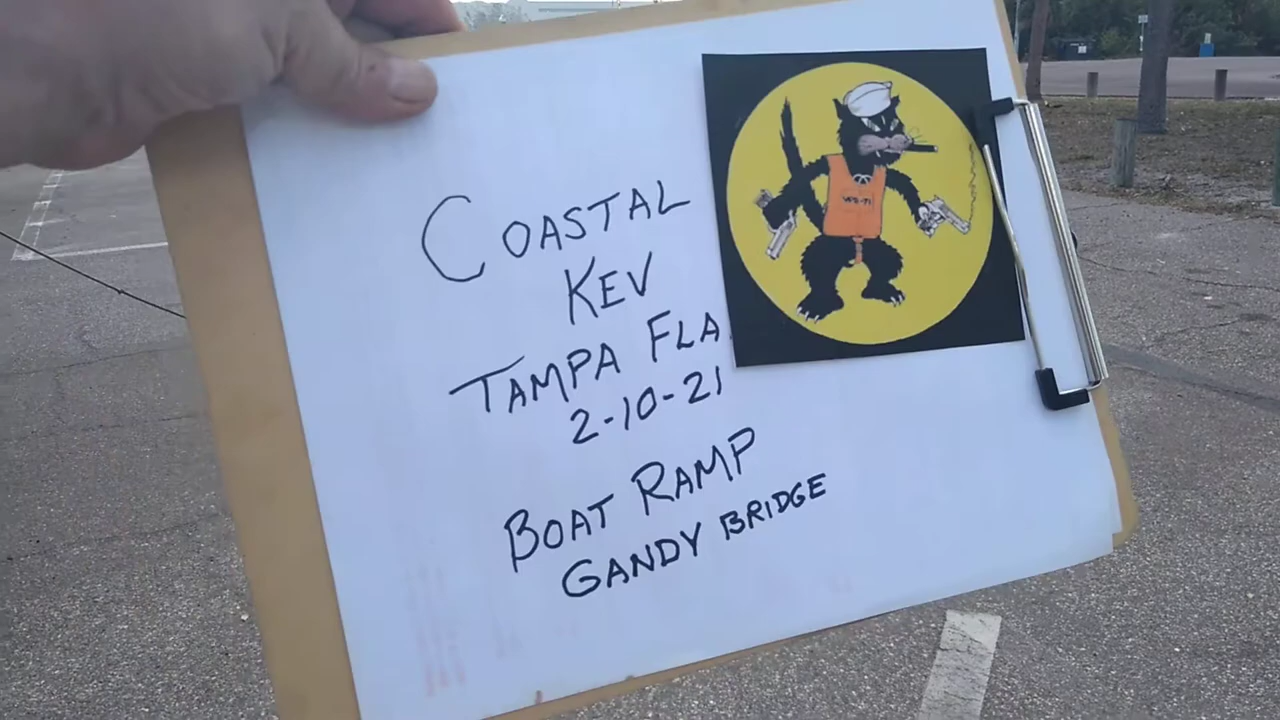 COASTAL
KEV
TAMPA FLA.
2-10-21
BOAT RAMP
GANDY BRIDGE